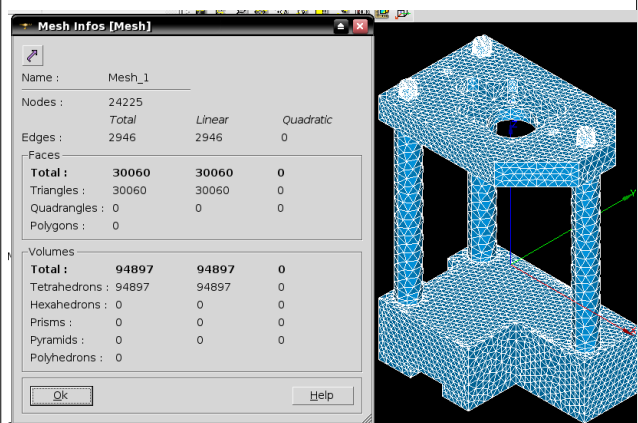 Mesh Infos [Mesh]
Name : Mesh_1
Nodes : 24225
Total Linear Quadratic
Edges : 2946 2946 0
Faces
Total : 30060 30060 0
Triangles : 30060 30060 0
Quadrangles : 0 0 0
Polygons : 0
Volumes
Total : 94897 94897 0
Tetrahedrons : 94897 94897 0
Hexahedrons : 0 0 0
Prisms : 0 0 0
Pyramids : 0 0 0
Polyhedrons : 0
Ok Help